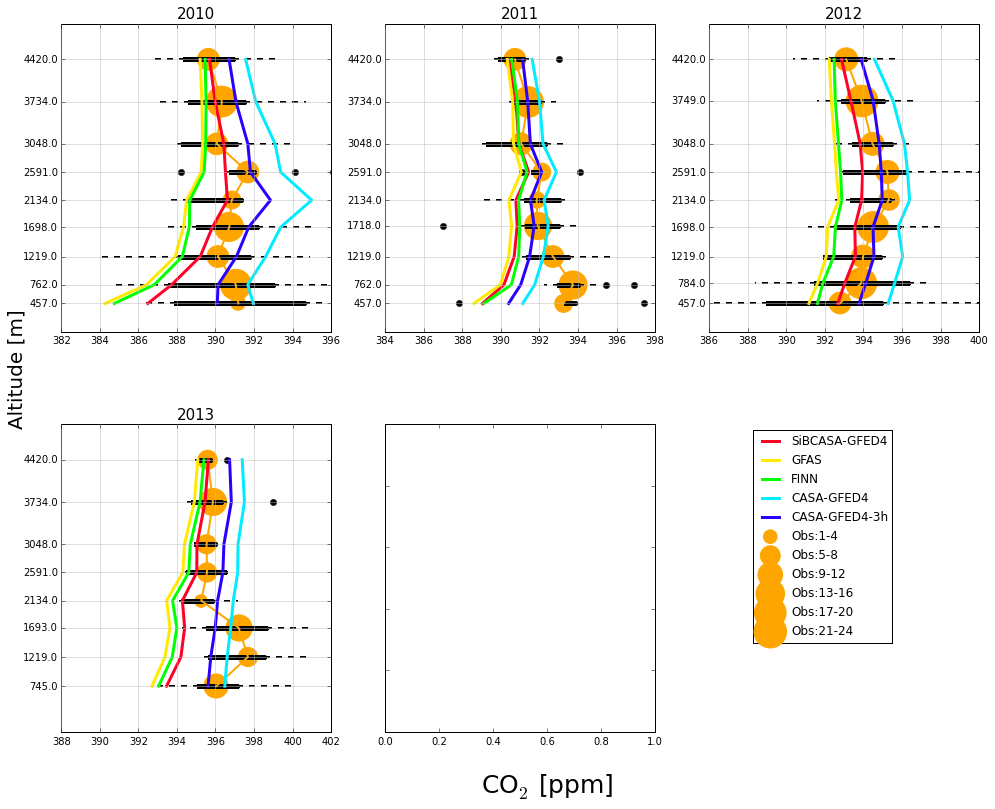 2010
2011
2012
4420.0
3734.0
3048.0
2591.0
2134.0
1698.0
1219.0
762.0
457.0
382 384 386 388 390 392 394 396
4420.0
3734.0
3048.0
2591.0
2134.0
1718.0
1219.0
762.0
457.0
384 386 388 390 392 394 396 398
4420.0
3749.0
3048.0
2591.0
2134.0
1698.0
1219.0
784.0
457.0
386 388 390 392 394 396 398 400
Altitude [m]
2013
4420.0
3734.0
3048.0
2591.0
2134.0
1693.0
1219.0
745.0
388 390 392 394 396 398 400 402
0.0 0.2 0.4 0.6 0.8 1.0
SiBCASA-GFED4
GFAS
FINN
CASA-GFED4
CASA-GFED4-3h
Obs:1-4
Obs:5-8
Obs:9-12
Obs:13-16
Obs:17-20
Obs:21-24
CO₂ [ppm]